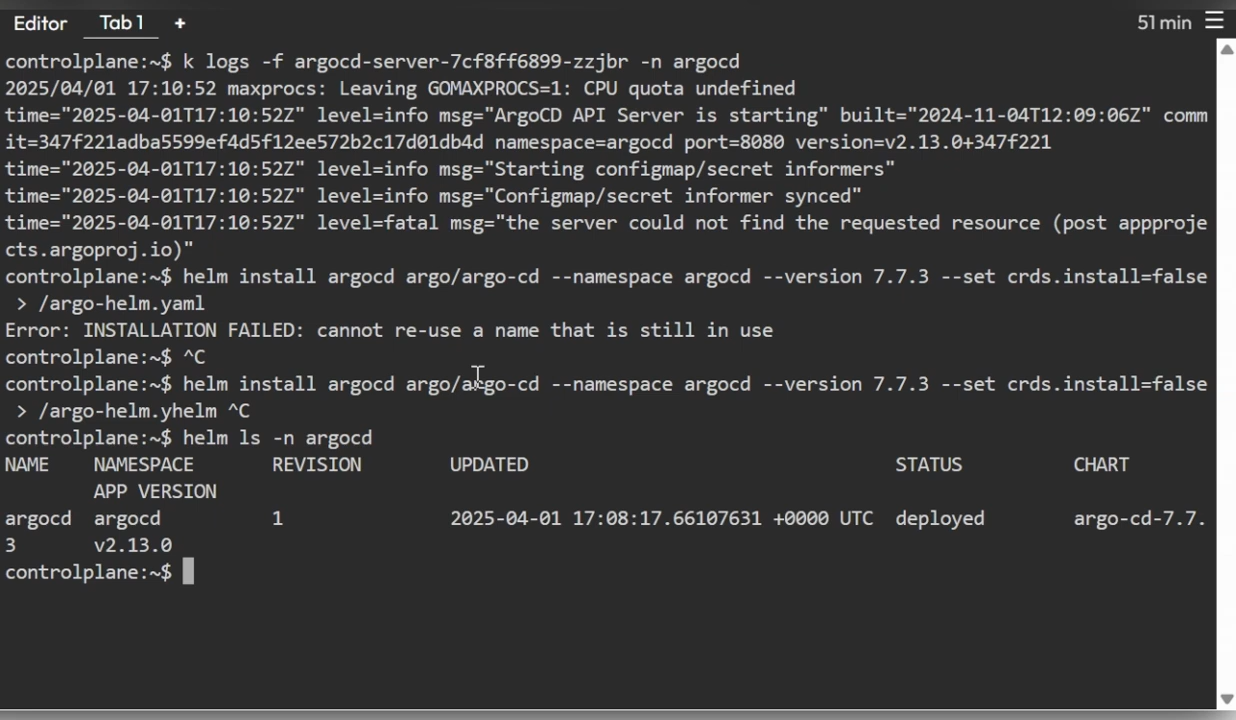 Editor Tab 1 + 51 min
controlplane:~$ k logs -f argocd-server-7cf8ff6899-zzjbr -n argocd
2025/04/01 17:10:52 maxprocs: Leaving GOMAXPROCS=1: CPU quota undefined
time="2025-04-01T17:10:52Z" level=info msg="ArgoCD API Server is starting" built="2024-11-04T12:09:06Z" comm
it=347f221adba5599ef4d5f12ee572b2c17d01db4d namespace=argocd port=8080 version=v2.13.0+347f221
time="2025-04-01T17:10:52Z" level=info msg="Starting configmap/secret informers"
time="2025-04-01T17:10:52Z" level=info msg="Configmap/secret informer synced"
time="2025-04-01T17:10:52Z" level=fatal msg="the server could not find the requested resource (post appproje
cts.argoproj.io)"
controlplane:~$ helm install argocd argo/argo-cd --namespace argocd --version 7.7.3 --set crds.install=false
 > /argo-helm.yaml
Error: INSTALLATION FAILED: cannot re-use a name that is still in use
controlplane:~$ ^C
controlplane:~$ helm install argocd argo/argo-cd --namespace argocd --version 7.7.3 --set crds.install=false
 > /argo-helm.yhelm ^C
controlplane:~$ helm ls -n argocd
NAME NAMESPACE REVISION UPDATED STATUS CHART
APP VERSION
argocd argocd 1 2025-04-01 17:08:17.66107631 +0000 UTC deployed argo-cd-7.7.
3 v2.13.0
controlplane:~$